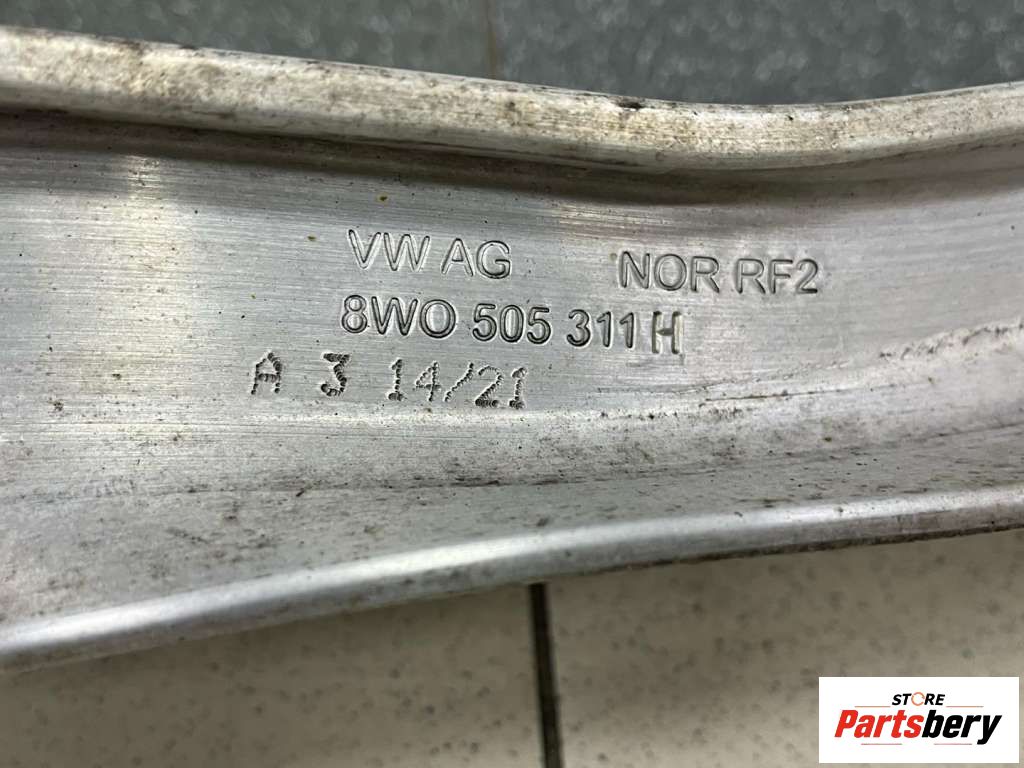 VW AG NOR RF2
8W0 505 311 H
A 3 14/21
STORE
Partsbery